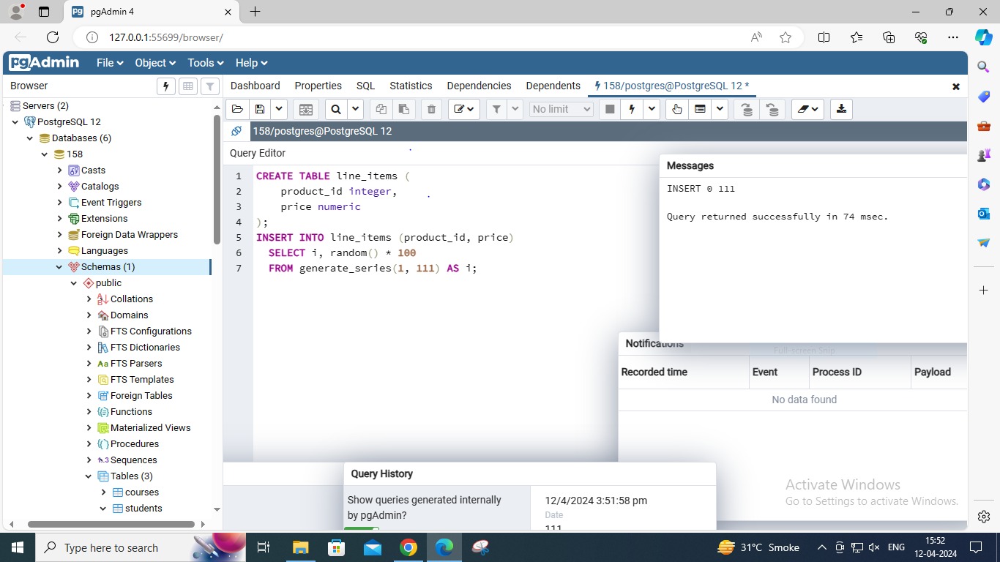 pgAdmin 4
127.0.0.1:55699/browser/
pgAdmin File Object Tools Help
Browser
Dashboard Properties SQL Statistics Dependencies Dependents 158/postgres@PostgreSQL 12 *
No limit
Servers (2)
PostgreSQL 12
Databases (6)
158
Casts
Catalogs
Event Triggers
Extensions
Foreign Data Wrappers
Languages
Schemas (1)
public
Collations
Domains
FTS Configurations
FTS Dictionaries
Aa FTS Parsers
FTS Templates
Foreign Tables
Functions
Materialized Views
Procedures
1..3 Sequences
Tables (3)
courses
students
158/postgres@PostgreSQL 12
Query Editor
1 CREATE TABLE line_items (
2 product_id integer,
3 price numeric
4 );
5 INSERT INTO line_items (product_id, price)
6 SELECT i, random() * 100
7 FROM generate_series(1, 111) AS i;
Messages
INSERT 0 111
Query returned successfully in 74 msec.
Notifications
Full-screen Snip
Recorded time Event Process ID Payload
No data found
Query History
Show queries generated internally
by pgAdmin?
12/4/2024 3:51:58 pm
Date
111
Activate Windows
Go to Settings to activate Windows.
Type here to search
31°C Smoke
ENG
15:52
12-04-2024